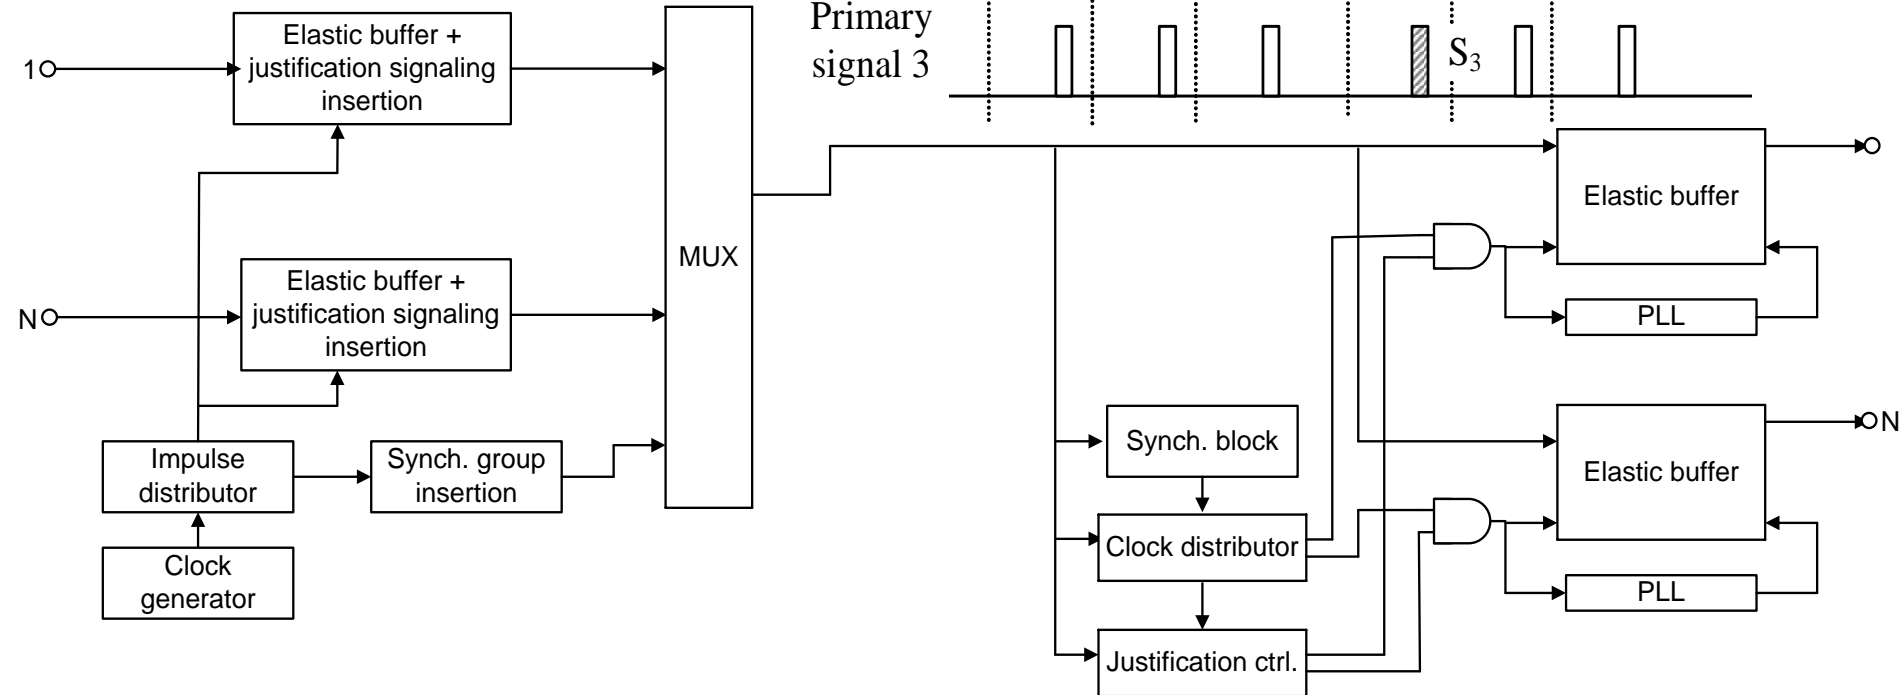 1
Elastic buffer +
justification signaling
insertion
N
Elastic buffer +
justification signaling
insertion
Impulse
distributor
Synch. group
insertion
Clock
generator
MUX
Primary
signal 3
S₃
Elastic buffer
PLL
Synch. block
Clock distributor
Justification ctrl.
Elastic buffer
N
PLL